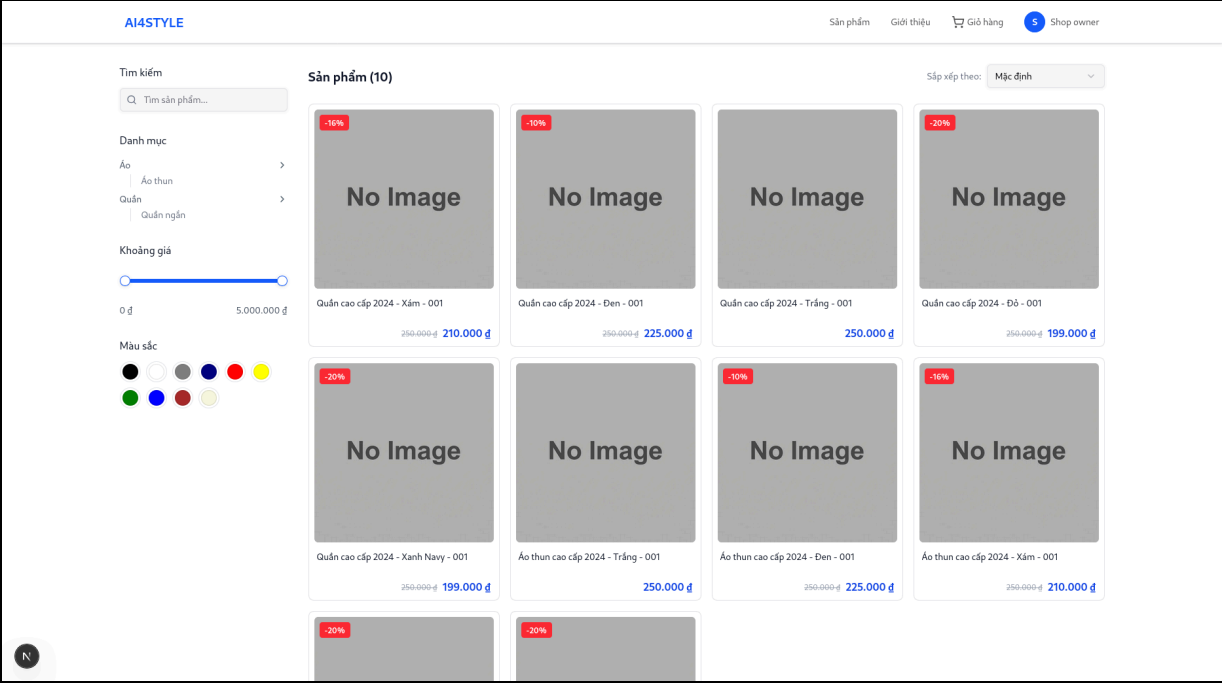 AI4STYLE
Sản phẩm
Giới thiệu
Giỏ hàng
S
Shop owner
Tìm kiếm
Tìm sản phẩm...
Danh mục
Áo
Áo thun
Quần
Quần ngắn
Khoảng giá
0 ₫
5.000.000 ₫
Màu sắc
Sản phẩm (10)
Sắp xếp theo:
Mặc định
-16%
No Image
Quần cao cấp 2024 - Xám - 001
250.000 ₫ 210.000 ₫
-10%
No Image
Quần cao cấp 2024 - Đen - 001
250.000 ₫ 225.000 ₫
No Image
Quần cao cấp 2024 - Trắng - 001
250.000 ₫
-20%
No Image
Quần cao cấp 2024 - Đỏ - 001
250.000 ₫ 199.000 ₫
-20%
No Image
Quần cao cấp 2024 - Xanh Navy - 001
250.000 ₫ 199.000 ₫
No Image
Áo thun cao cấp 2024 - Trắng - 001
250.000 ₫
-10%
No Image
Áo thun cao cấp 2024 - Đen - 001
250.000 ₫ 225.000 ₫
-16%
No Image
Áo thun cao cấp 2024 - Xám - 001
250.000 ₫ 210.000 ₫
-20%
-20%
N